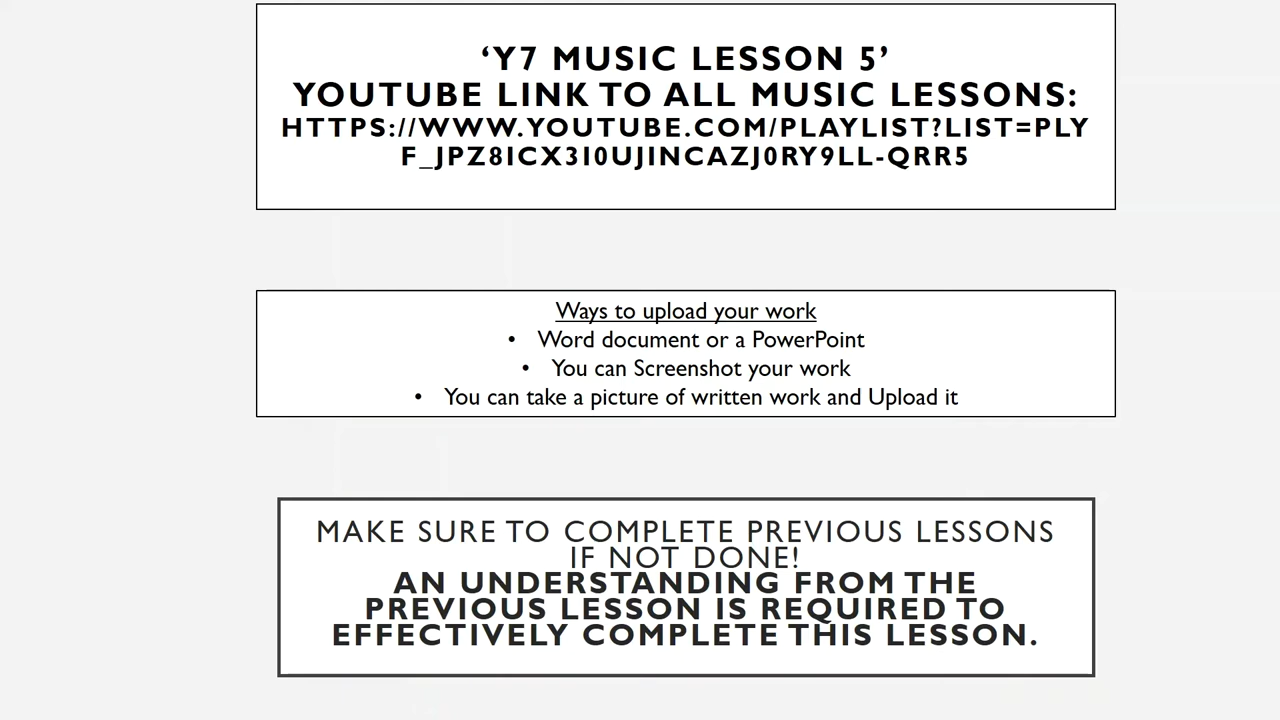 ‘Y7 MUSIC LESSON 5’
YOUTUBE LINK TO ALL MUSIC LESSONS:
HTTPS://WWW.YOUTUBE.COM/PLAYLIST?LIST=PLY
F_JPZ8ICX3I0UJINCAZJ0RY9LL-QRR5
Ways to upload your work
• Word document or a PowerPoint
• You can Screenshot your work
• You can take a picture of written work and Upload it
MAKE SURE TO COMPLETE PREVIOUS LESSONS
IF NOT DONE!
AN UNDERSTANDING FROM THE
PREVIOUS LESSON IS REQUIRED TO
EFFECTIVELY COMPLETE THIS LESSON.